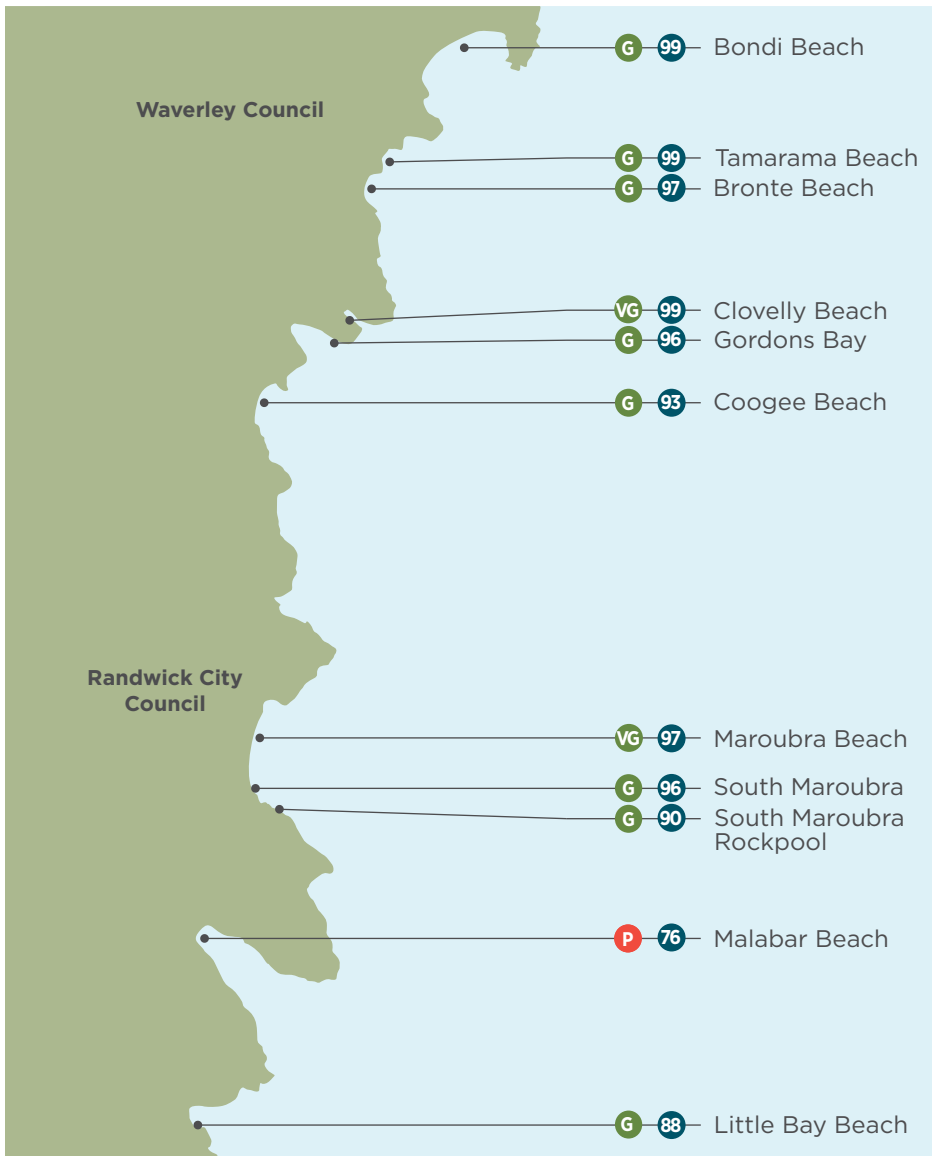 G 99 Bondi Beach
Waverley Council
G 99 Tamarama Beach
G 97 Bronte Beach
VG 99 Clovelly Beach
G 96 Gordons Bay
G 93 Coogee Beach
Randwick City
Council
VG 97 Maroubra Beach
G 96 South Maroubra
G 90 South Maroubra
Rockpool
P 76 Malabar Beach
G 88 Little Bay Beach